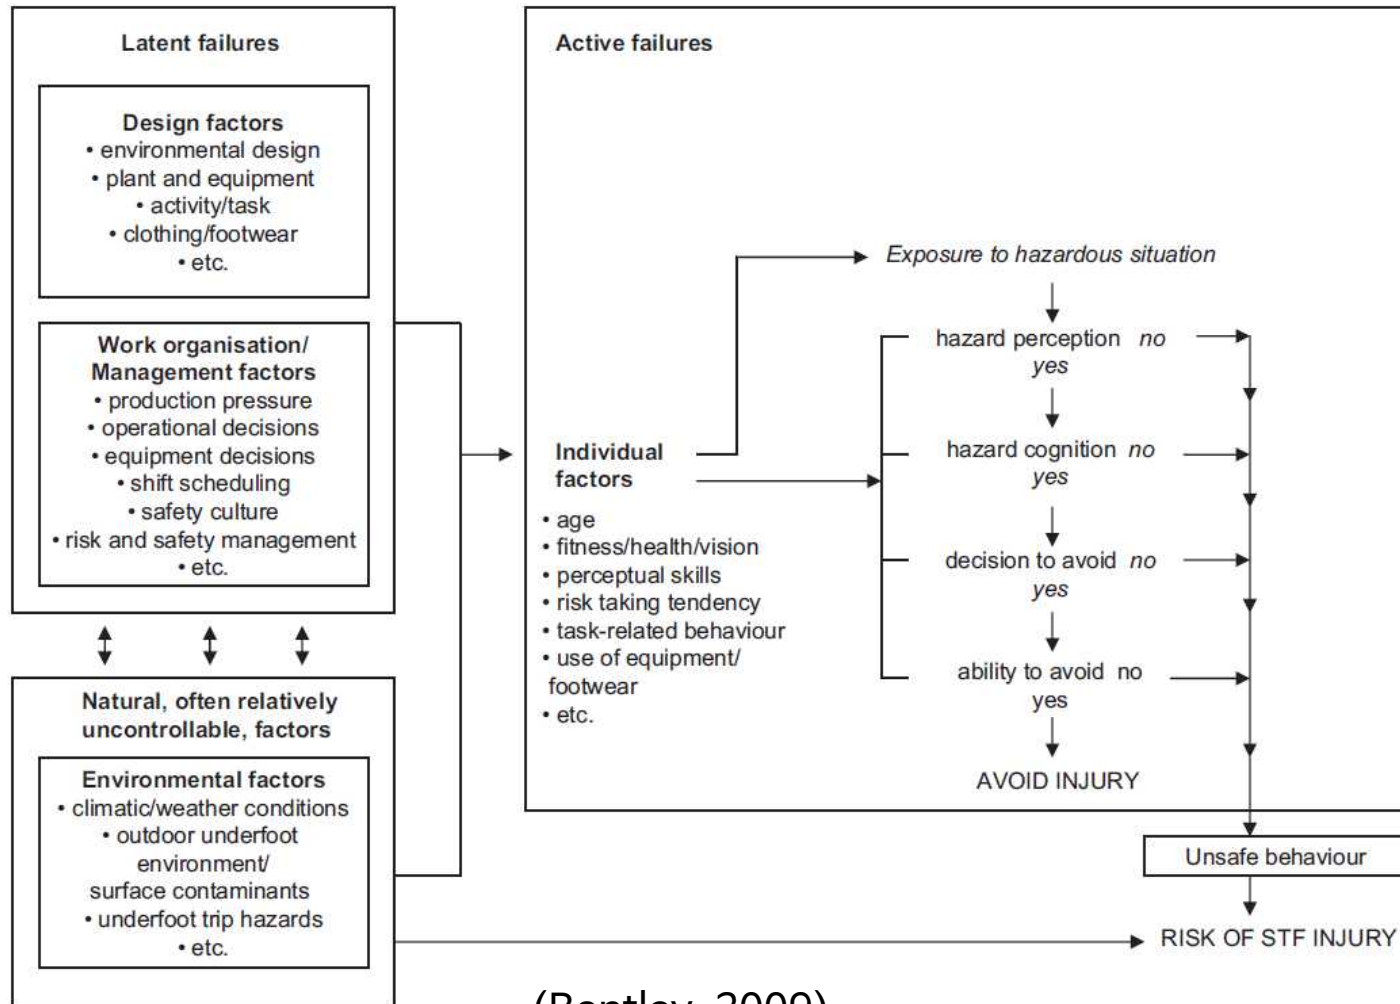 Latent failures
Design factors
• environmental design
• plant and equipment
• activity/task
• clothing/footwear
• etc.
Work organisation/
Management factors
• production pressure
• operational decisions
• equipment decisions
• shift scheduling
• safety culture
• risk and safety management
• etc.
Natural, often relatively
uncontrollable, factors
Environmental factors
• climatic/weather conditions
• outdoor underfoot
environment/
surface contaminants
• underfoot trip hazards
• etc.
Active failures
Individual
factors
• age
• fitness/health/vision
• perceptual skills
• risk taking tendency
• task-related behaviour
• use of equipment/
footwear
• etc.
Exposure to hazardous situation
hazard perception no
yes
hazard cognition no
yes
decision to avoid no
yes
ability to avoid no
yes
AVOID INJURY
Unsafe behaviour
RISK OF STF INJURY
(Bentley, 2009)